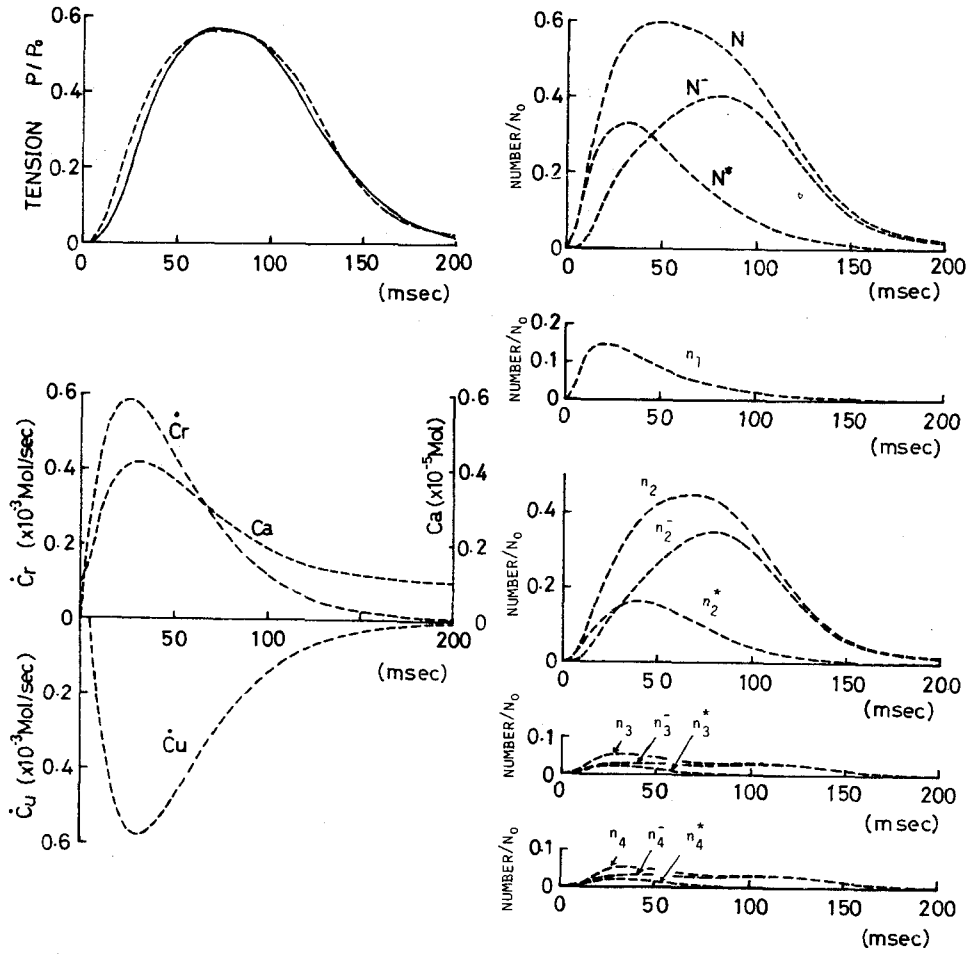 TENSION P/P₀
0.6
0.4
0.2
0
0 50 100 150 200
(msec)
NUMBER/N₀
0.6
0.4
0.2
0
N
N⁻
N*
0 50 100 150 200
(msec)
NUMBER/N₀
0.2
0.1
0
n₁
0 50 100 150 200
Ċr (x10⁻³Mol/sec)
0.6
0.4
0.2
0
Ċr
Ca
Ca (x10⁻⁵Mol)
0.6
0.4
0.2
0
50 100 150 200
(msec)
Ċu (x10⁻³Mol/sec)
0.2
0.4
0.6
Ċu
NUMBER/N₀
0.4
0.2
0
n₂
n₂⁻
n₂*
0 50 100 150 200
(msec)
NUMBER/N₀
0.1
0
n₃ n₃⁻ n₃*
0 50 100 150 200
(msec)
NUMBER/N₀
0.1
0
n₄ n₄⁻ n₄*
0 50 100 150 200
(msec)